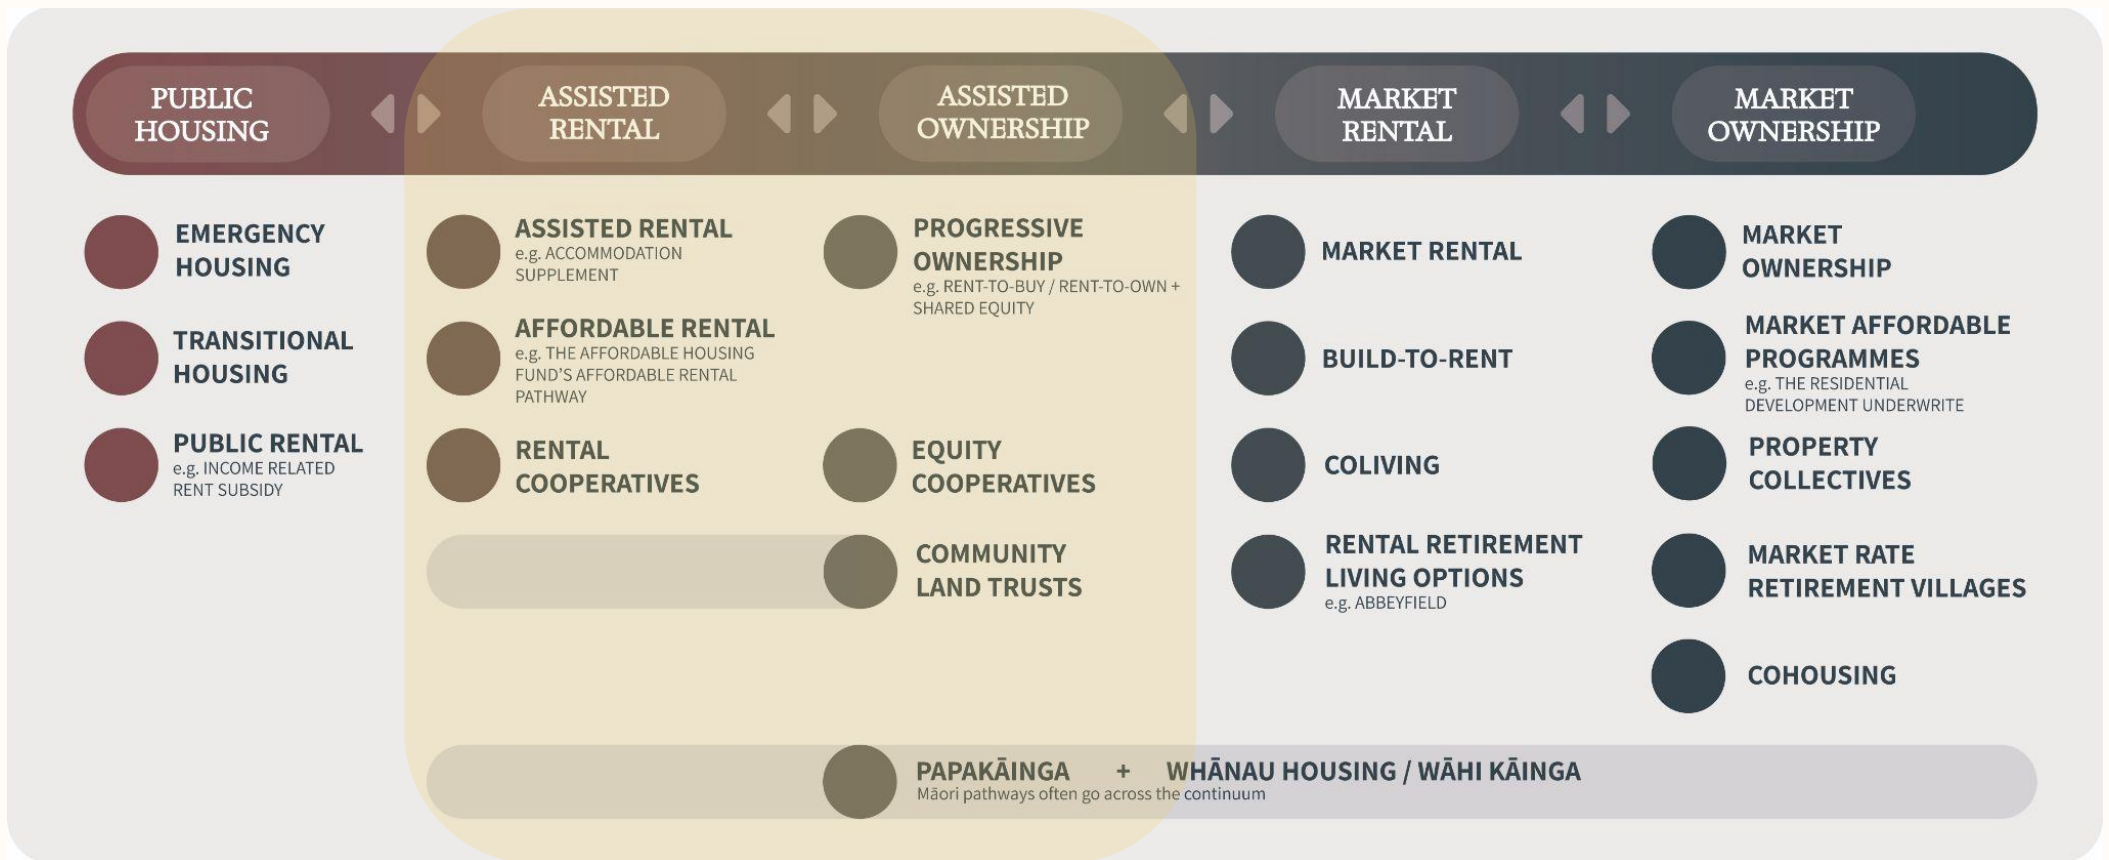 PUBLIC
HOUSING
ASSISTED
RENTAL
ASSISTED
OWNERSHIP
MARKET
RENTAL
MARKET
OWNERSHIP
EMERGENCY
HOUSING
TRANSITIONAL
HOUSING
PUBLIC RENTAL
e.g. INCOME RELATED
RENT SUBSIDY
ASSISTED RENTAL
e.g. ACCOMMODATION
SUPPLEMENT
AFFORDABLE RENTAL
e.g. THE AFFORDABLE HOUSING
FUND'S AFFORDABLE RENTAL
PATHWAY
RENTAL
COOPERATIVES
PROGRESSIVE
OWNERSHIP
e.g. RENT-TO-BUY / RENT-TO-OWN +
SHARED EQUITY
EQUITY
COOPERATIVES
COMMUNITY
LAND TRUSTS
MARKET RENTAL
BUILD-TO-RENT
COLIVING
RENTAL RETIREMENT
LIVING OPTIONS
e.g. ABBEYFIELD
MARKET
OWNERSHIP
MARKET AFFORDABLE
PROGRAMMES
e.g. THE RESIDENTIAL
DEVELOPMENT UNDERWRITE
PROPERTY
COLLECTIVES
MARKET RATE
RETIREMENT VILLAGES
COHOUSING
PAPAKĀINGA + WHĀNAU HOUSING / WĀHI KĀINGA
Māori pathways often go across the continuum